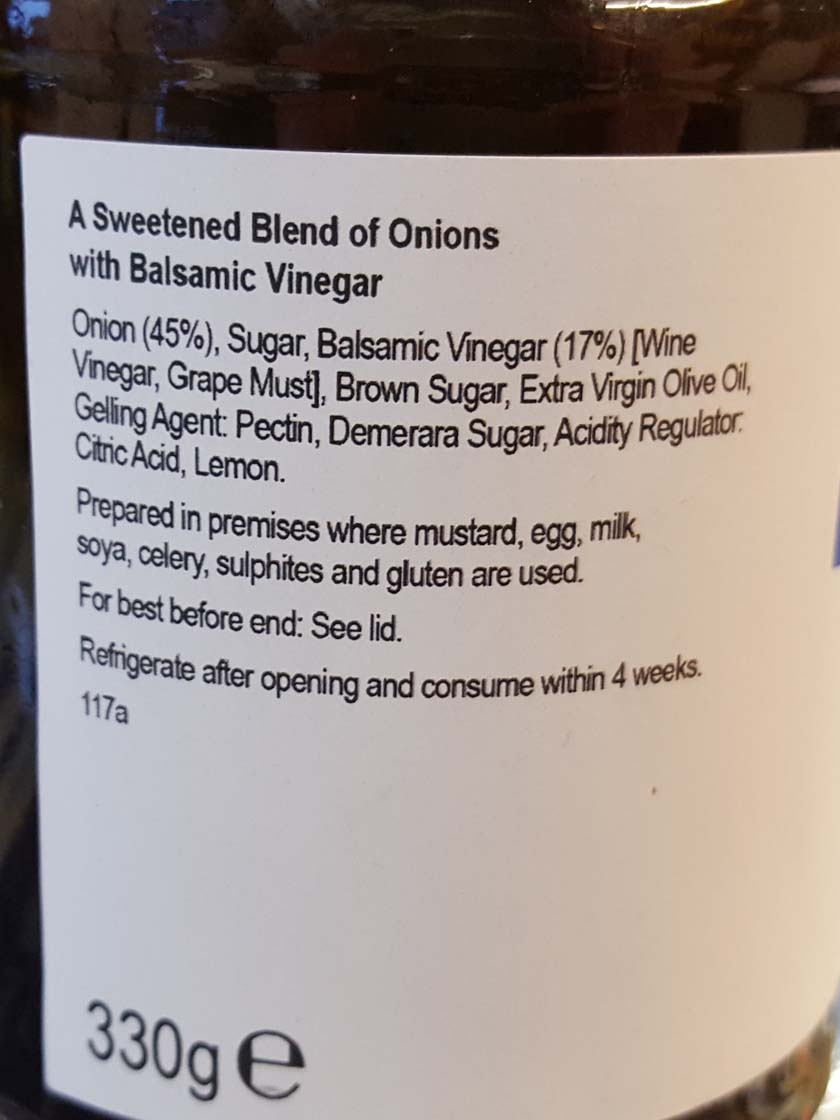 A Sweetened Blend of Onions
with Balsamic Vinegar
Onion (45%), Sugar, Balsamic Vinegar (17%) [Wine
Vinegar, Grape Must], Brown Sugar, Extra Virgin Olive Oil,
Gelling Agent: Pectin, Demerara Sugar, Acidity Regulator:
Citric Acid, Lemon.
Prepared in premises where mustard, egg, milk,
soya, celery, sulphites and gluten are used.
For best before end: See lid.
Refrigerate after opening and consume within 4 weeks.
117a
330g e